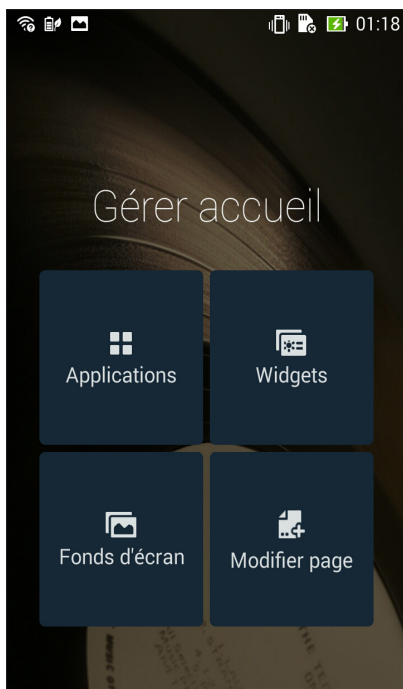 01:18
Gérer accueil
Applications
Widgets
Fonds d'écran
Modifier page